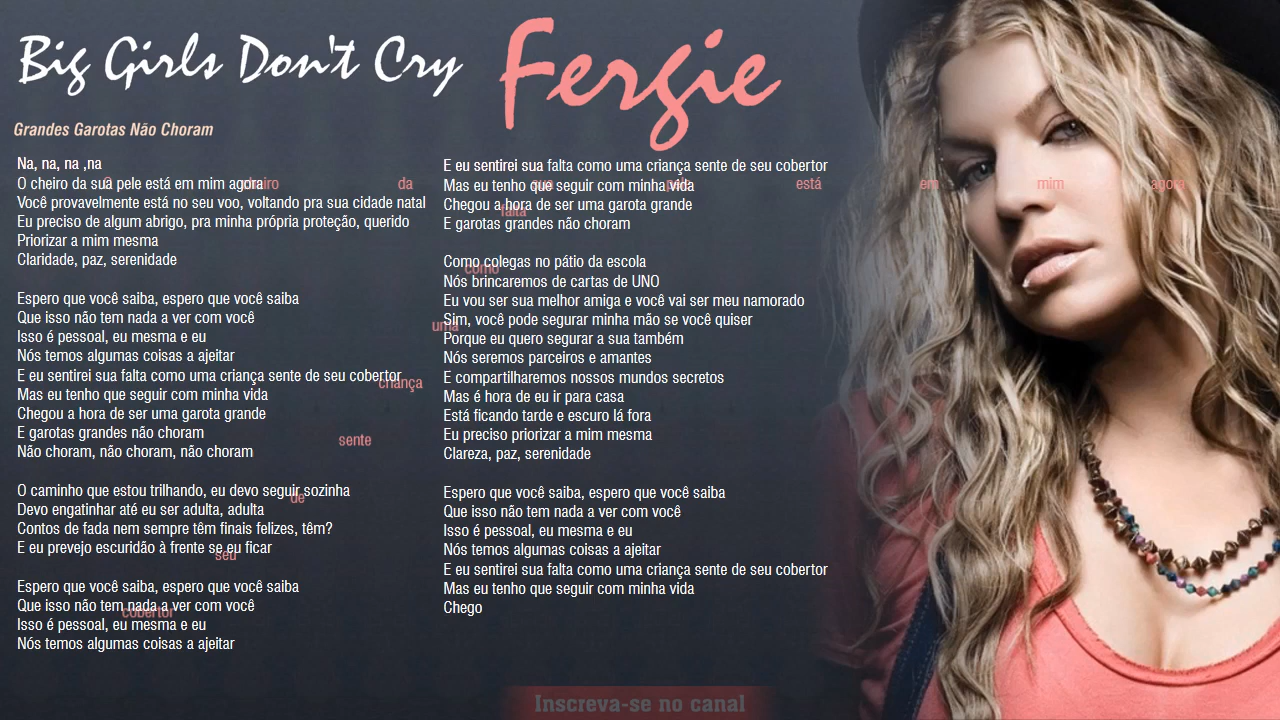 Big Girls Don't Cry
Fergie
Grandes Garotas Não Choram
Na, na, na ,na
O cheiro da sua pele está em mim agora
Você provavelmente está no seu voo, voltando pra sua cidade natal
Eu preciso de algum abrigo, pra minha própria proteção, querido
Priorizar a mim mesma
Claridade, paz, serenidade
Espero que você saiba, espero que você saiba
Que isso não tem nada a ver com você
Isso é pessoal, eu mesma e eu
Nós temos algumas coisas a ajeitar
E eu sentirei sua falta como uma criança sente de seu cobertor
Mas eu tenho que seguir com minha vida
Chegou a hora de ser uma garota grande
E garotas grandes não choram
Não choram, não choram, não choram
O caminho que estou trilhando, eu devo seguir sozinha
Devo engatinhar até eu ser adulta, adulta
Contos de fada nem sempre têm finais felizes, têm?
E eu prevejo escuridão à frente se eu ficar
Espero que você saiba, espero que você saiba
Que isso não tem nada a ver com você
Isso é pessoal, eu mesma e eu
Nós temos algumas coisas a ajeitar
E eu sentirei sua falta como uma criança sente de seu cobertor
Mas eu tenho que seguir com minha vida
Chegou a hora de ser uma garota grande
E garotas grandes não choram
Como colegas no pátio da escola
Nós brincaremos de cartas de UNO
Eu vou ser sua melhor amiga e você vai ser meu namorado
Sim, você pode segurar minha mão se você quiser
Porque eu quero segurar a sua também
Nós seremos parceiros e amantes
E compartilharemos nossos mundos secretos
Mas é hora de eu ir para casa
Está ficando tarde e escuro lá fora
Eu preciso priorizar a mim mesma
Clareza, paz, serenidade
Espero que você saiba, espero que você saiba
Que isso não tem nada a ver com você
Isso é pessoal, eu mesma e eu
Nós temos algumas coisas a ajeitar
E eu sentirei sua falta como uma criança sente de seu cobertor
Mas eu tenho que seguir com minha vida
Chego
O cheiro da sua pele está em mim agora
falta
como
uma
criança
sente
de
seu
cobertor
Inscreva-se no canal